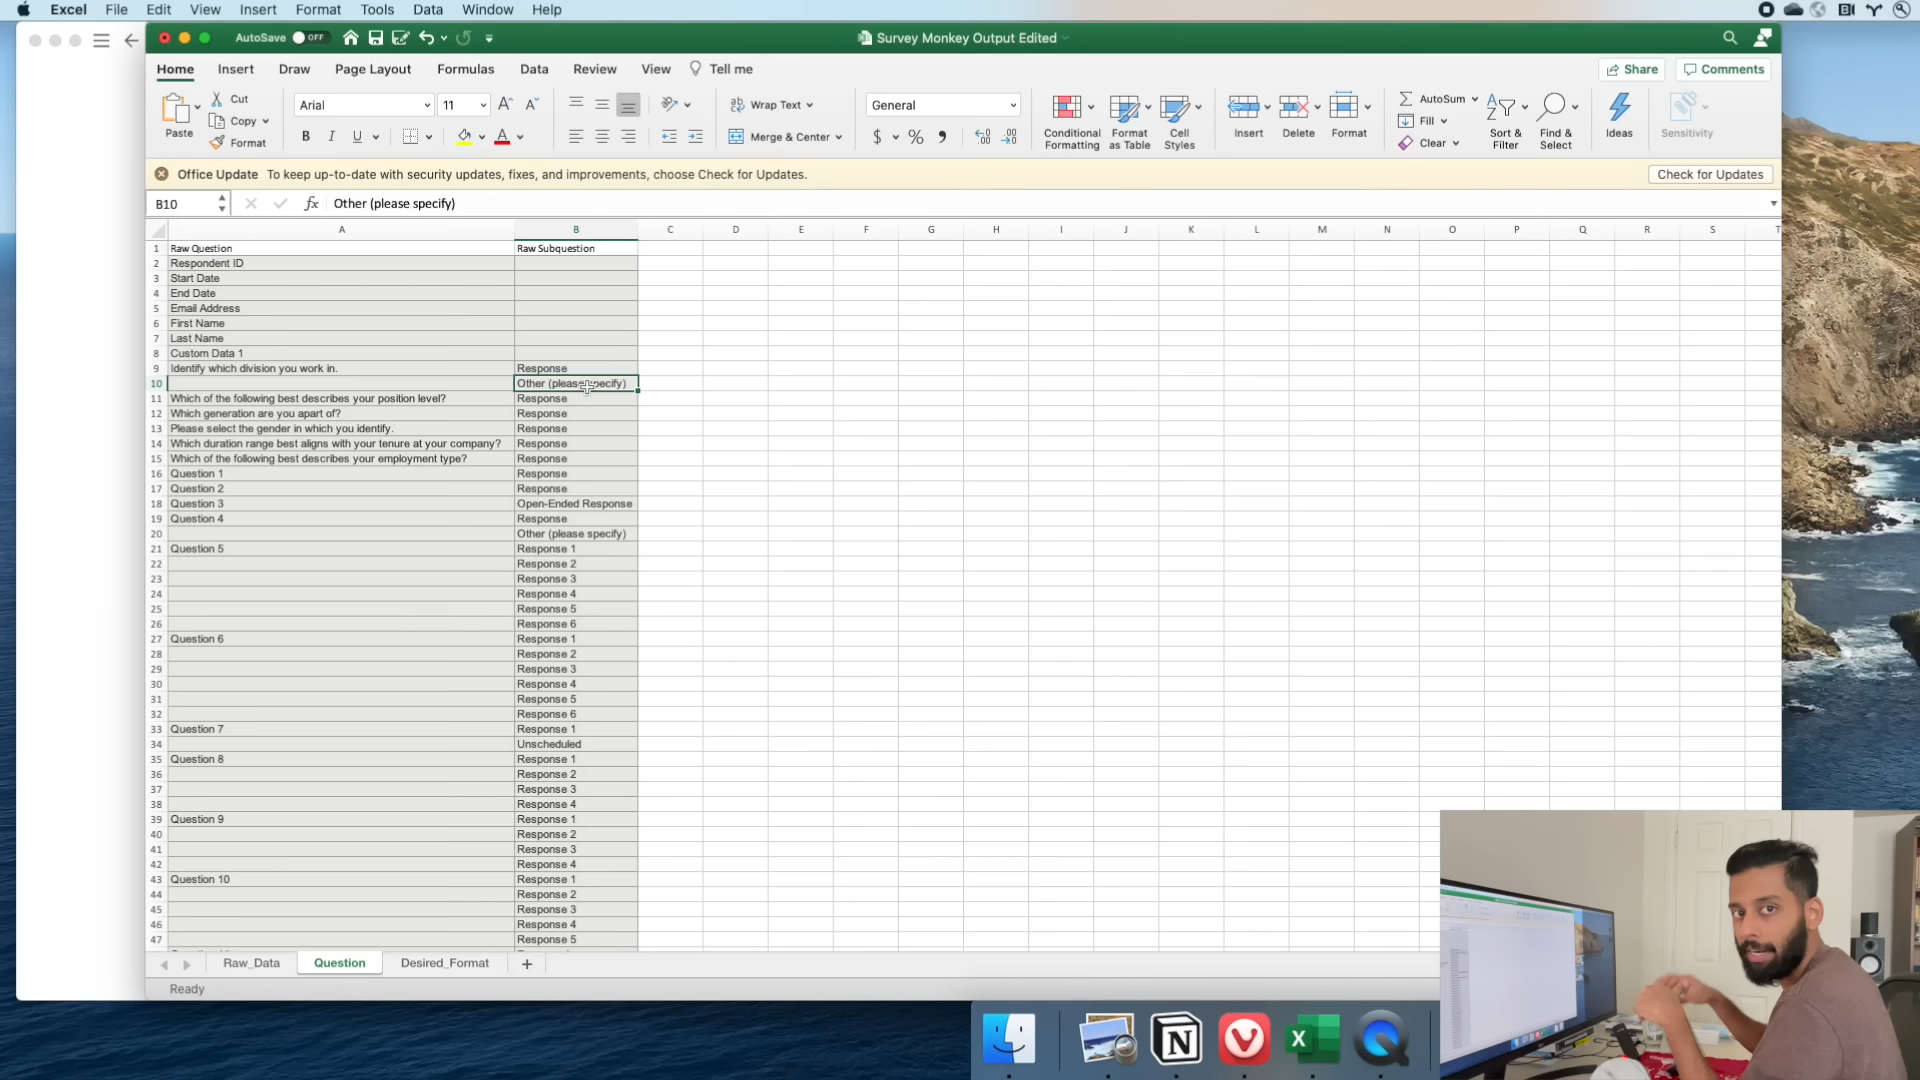 Excel File Edit View Insert Format Tools Data Window Help
AutoSave OFF Survey Monkey Output Edited
Home Insert Draw Page Layout Formulas Data Review View Tell me Share Comments
Paste Cut Copy Format
Arial 11
B I U A
Wrap Text
Merge & Center
General
$ %
Conditional Formatting
Format as Table
Cell Styles
Insert Delete Format
AutoSum
Fill
Clear
Sort & Filter
Find & Select
Ideas
Sensitivity
Office Update To keep up-to-date with security updates, fixes, and improvements, choose Check for Updates. Check for Updates
B10 fx Other (please specify)
A B C D E F G H I J K L M N O P Q R S T
1 Raw Question Raw Subquestion
2 Respondent ID
3 Start Date
4 End Date
5 Email Address
6 First Name
7 Last Name
8 Custom Data 1
9 Identify which division you work in. Response
10 Other (please specify)
11 Which of the following best describes your position level? Response
12 Which generation are you apart of? Response
13 Please select the gender in which you identify. Response
14 Which duration range best aligns with your tenure at your company? Response
15 Which of the following best describes your employment type? Response
16 Question 1 Response
17 Question 2 Response
18 Question 3 Open-Ended Response
19 Question 4 Response
20 Other (please specify)
21 Question 5 Response 1
22 Response 2
23 Response 3
24 Response 4
25 Response 5
26 Response 6
27 Question 6 Response 1
28 Response 2
29 Response 3
30 Response 4
31 Response 5
32 Response 6
33 Question 7 Response 1
34 Unscheduled
35 Question 8 Response 1
36 Response 2
37 Response 3
38 Response 4
39 Question 9 Response 1
40 Response 2
41 Response 3
42 Response 4
43 Question 10 Response 1
44 Response 2
45 Response 3
46 Response 4
47 Response 5
Raw_Data Question Desired_Format +
Ready